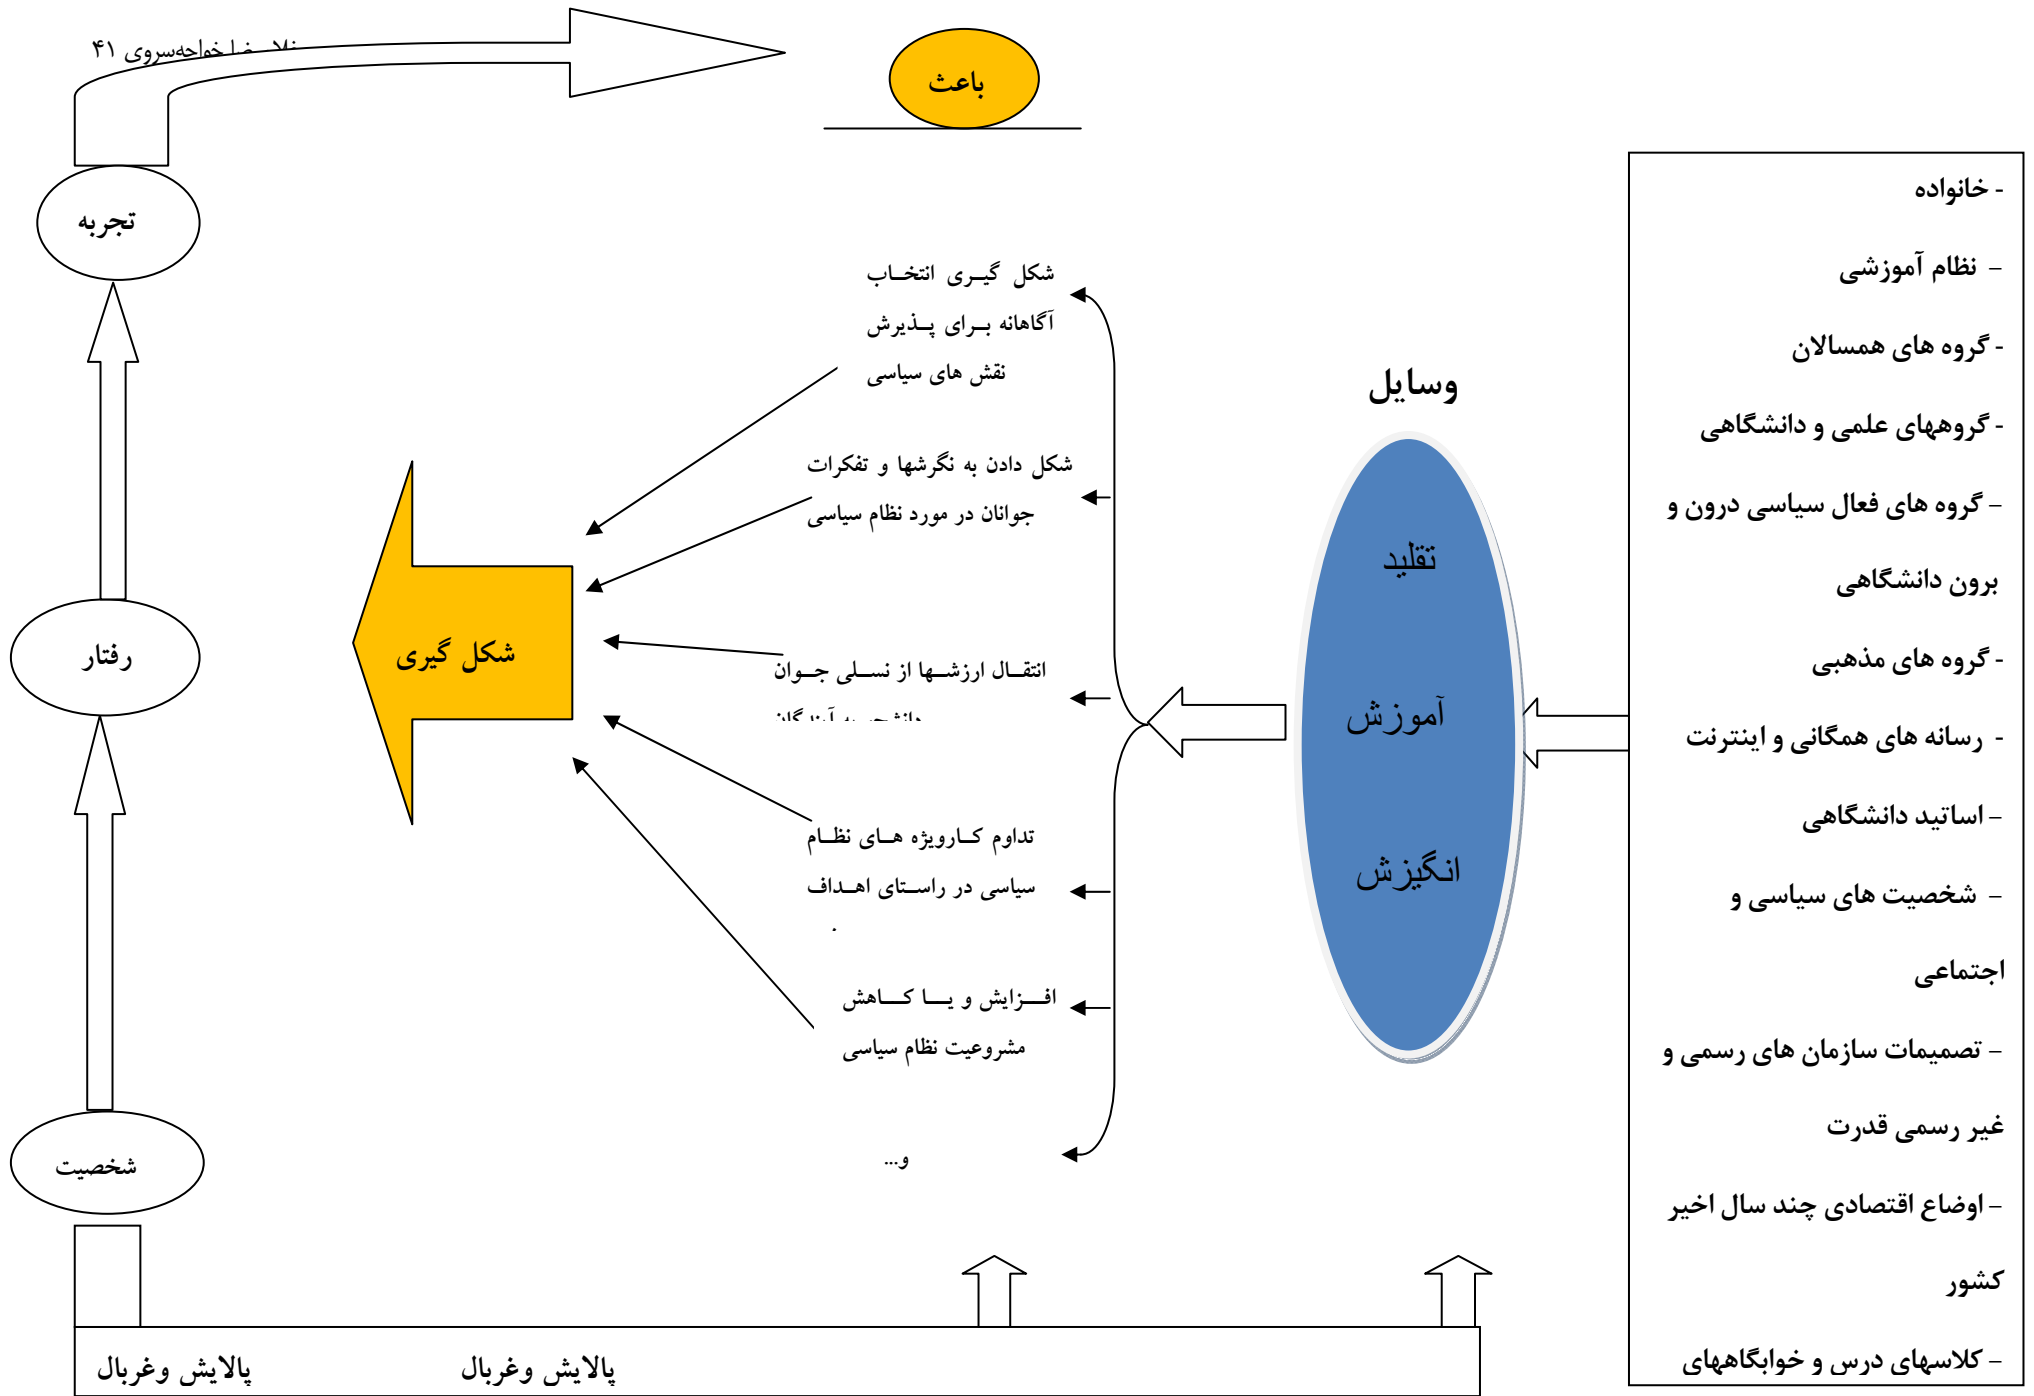 خواجه‌سروی ۴۱
باعث
- خانواده
– نظام آموزشی
- گروه های همسالان
- گروههای علمی و دانشگاهی
– گروه های فعال سیاسی درون و
برون دانشگاهی
- گروه های مذهبی
- رسانه های همگانی و اینترنت
– اساتید دانشگاهی
– شخصیت های سیاسی و
اجتماعی
– تصمیمات سازمان های رسمی و
غیر رسمی قدرت
– اوضاع اقتصادی چند سال اخیر
کشور
– کلاسهای درس و خوابگاههای
وسایل
تقلید
آموزش
انگیزش
شکل گیری انتخاب
آگاهانه برای پذیرش
نقش های سیاسی
شکل دادن به نگرشها و تفکرات
جوانان در مورد نظام سیاسی
انتقال ارزشها از نسلی جوان
تداوم کارویژه های نظام
سیاسی در راستای اهداف
افزایش و یا کاهش
مشروعیت نظام سیاسی
و...
شکل گیری
تجربه
رفتار
شخصیت
پالایش وغربال
پالایش وغربال